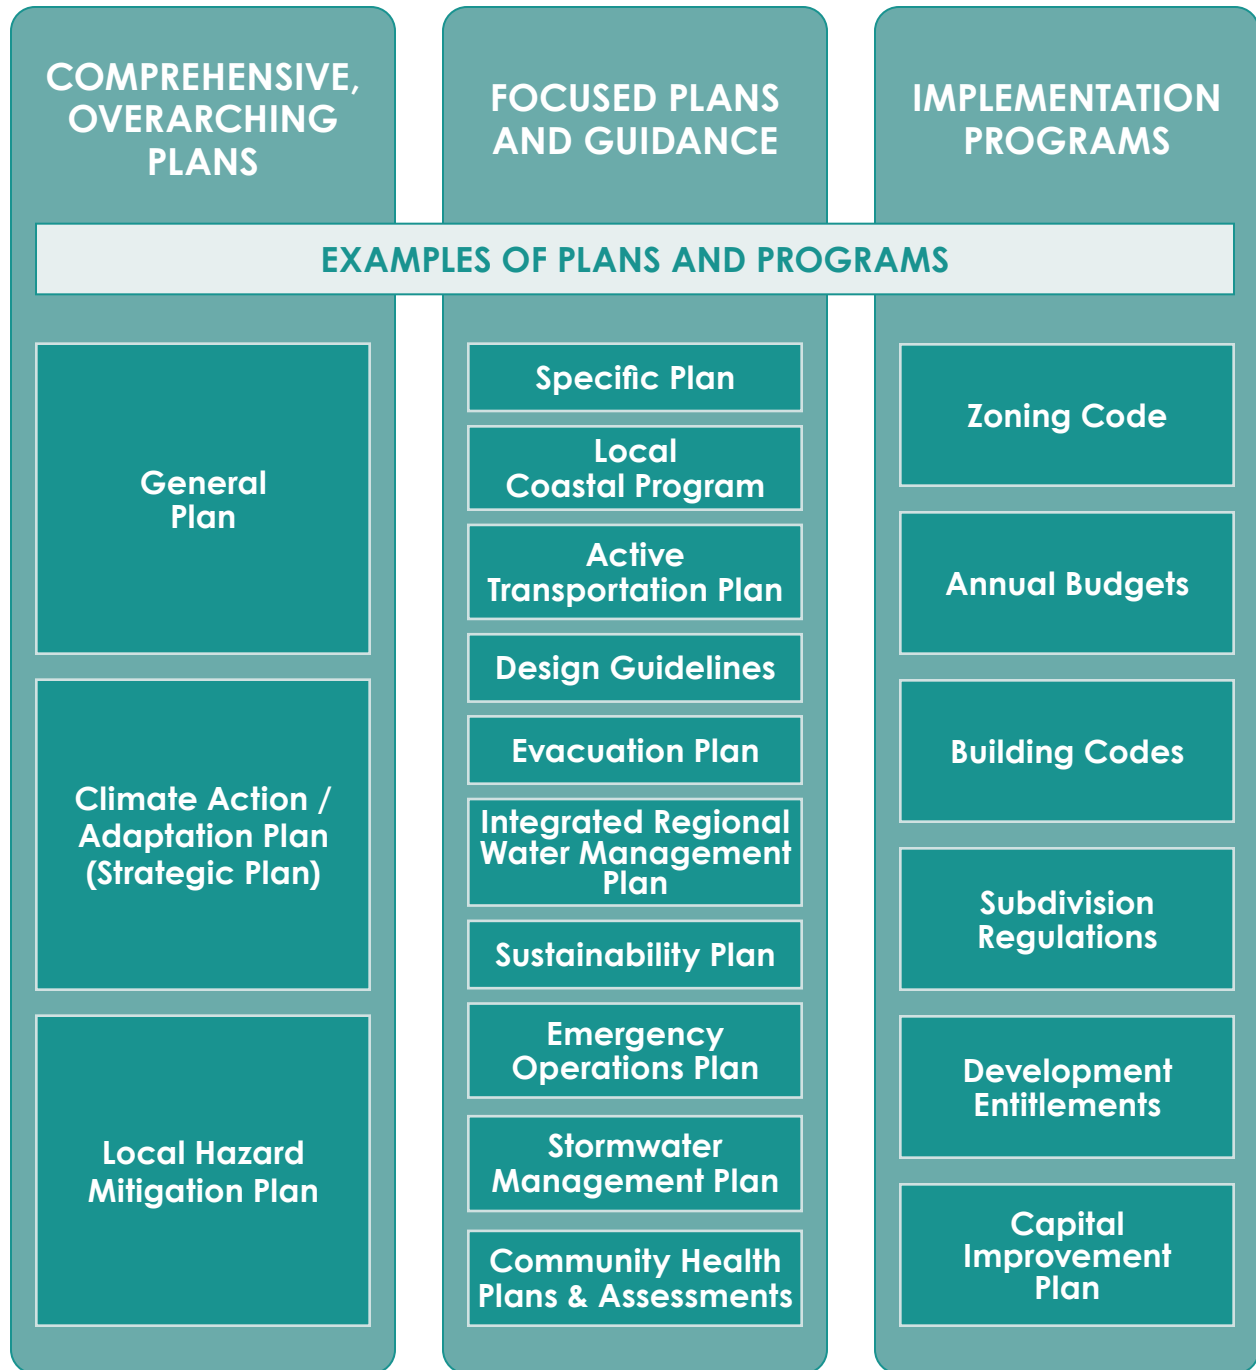 COMPREHENSIVE,
OVERARCHING
PLANS
FOCUSED PLANS
AND GUIDANCE
IMPLEMENTATION
PROGRAMS
EXAMPLES OF PLANS AND PROGRAMS
General
Plan
Climate Action /
Adaptation Plan
(Strategic Plan)
Local Hazard
Mitigation Plan
Specific Plan
Local
Coastal Program
Active
Transportation Plan
Design Guidelines
Evacuation Plan
Integrated Regional
Water Management
Plan
Sustainability Plan
Emergency
Operations Plan
Stormwater
Management Plan
Community Health
Plans & Assessments
Zoning Code
Annual Budgets
Building Codes
Subdivision
Regulations
Development
Entitlements
Capital
Improvement
Plan